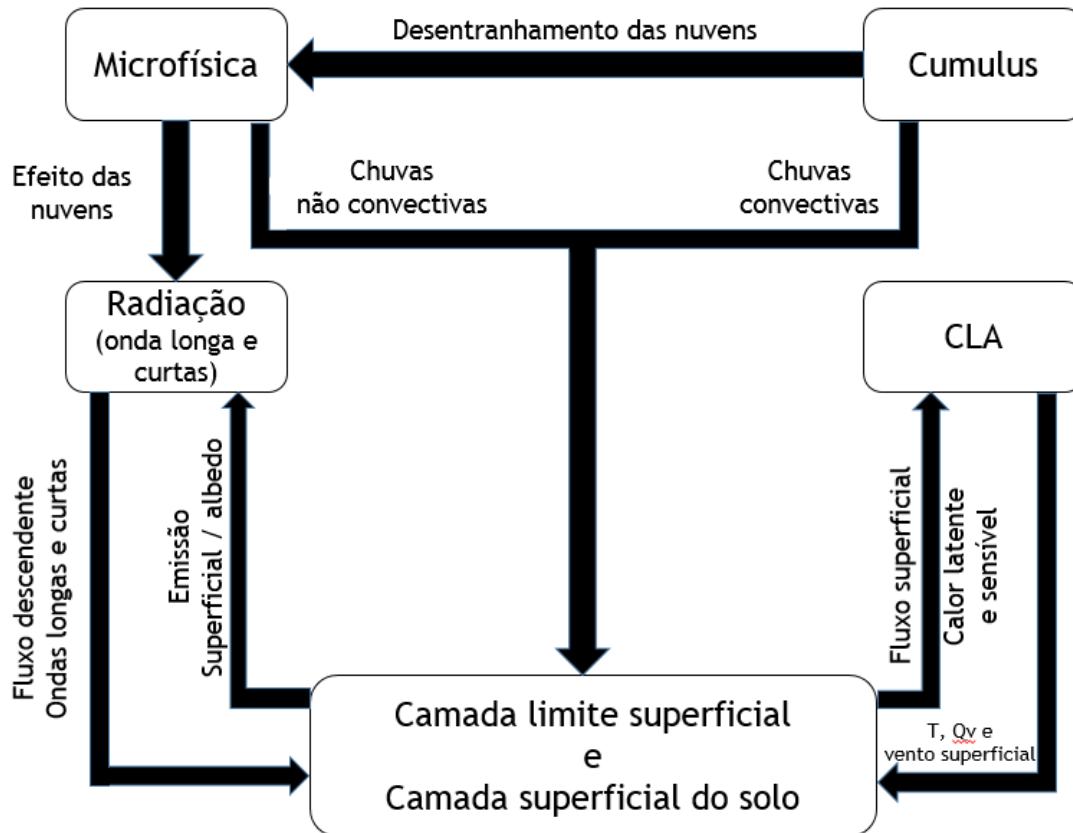 Desentranhamento das nuvens
Microfísica
Cumulus
Efeito das
nuvens
Chuvas
não convectivas
Chuvas
convectivas
Radiação
(onda longa e
curtas)
CLA
Fluxo descendente
Ondas longas e curtas
Emissão
Superficial / albedo
Fluxo superficial
Calor latente
e sensível
T, Qv e
vento superficial
Camada limite superficial
e
Camada superficial do solo